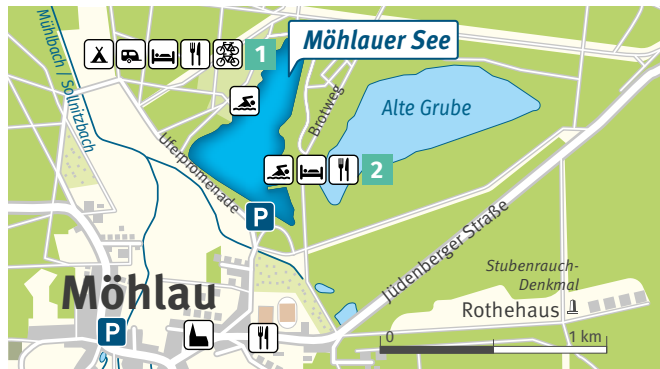 Mühlbach / Sollnitzbach
1
Möhlauer See
Brotweg
Alte Grube
Uferpromenade
2
P
Jüdenberger Straße
Stubenrauch-
Denkmal
Möhlau
Rothehaus
P
0
1 km